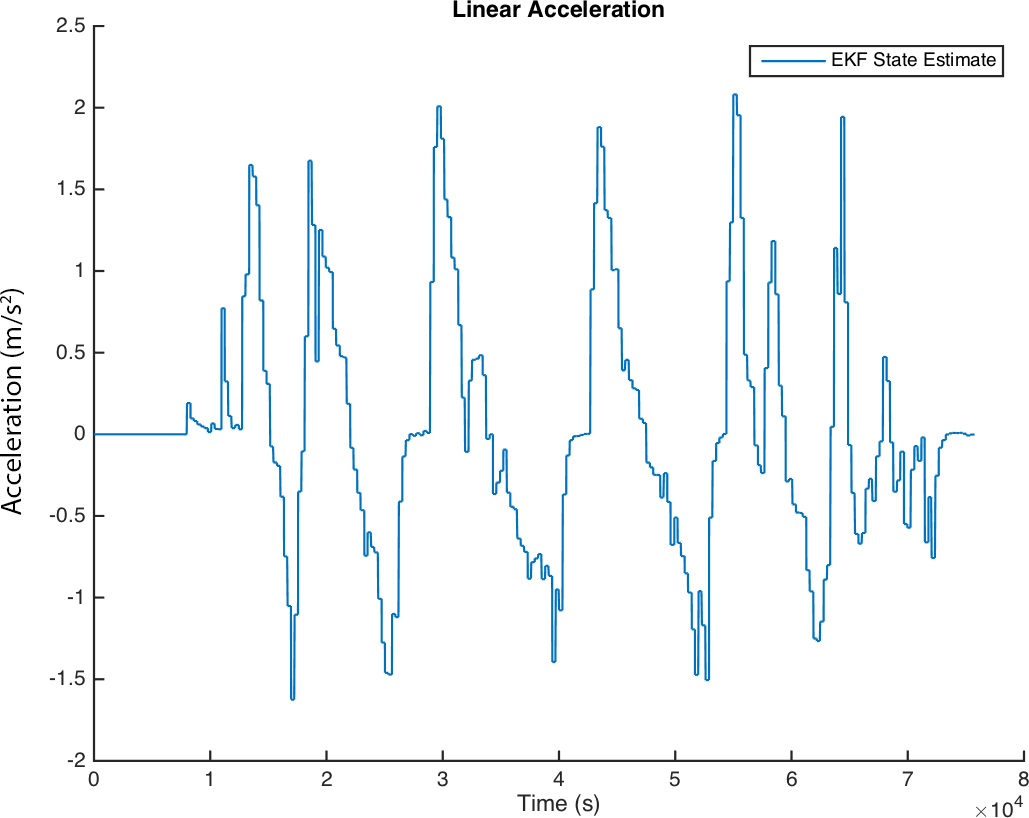 Linear Acceleration
EKF State Estimate
Acceleration (m/s²)
2.5
2
1.5
1
0.5
0
-0.5
-1
-1.5
-2
0 1 2 3 4 5 6 7 8
Time (s)
×10⁴